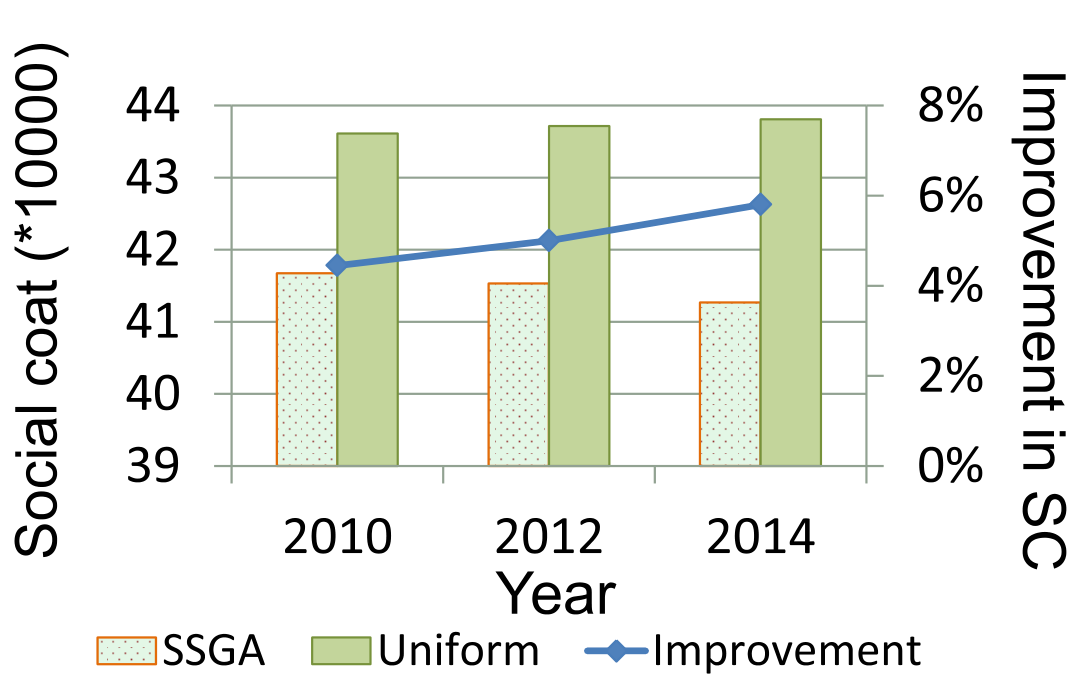 Social coat (*10000)
44
43
42
41
40
39
8%
6%
4%
2%
0%
Improvement in SC
2010 2012 2014
Year
SSGA Uniform Improvement